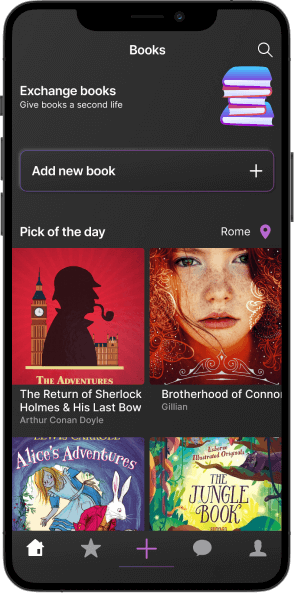 Books
Exchange books
Give books a second life
Add new book
Pick of the day
Rome
THE ADVENTURES
The Return of Sherlock
Holmes & His Last Bow
Arthur Conan Doyle
Brotherhood of Connor
Gillian
LEWIS CARROLL
Alice's Adventures
Usborne
Illustrated Originals
THE
JUNGLE
BOOK